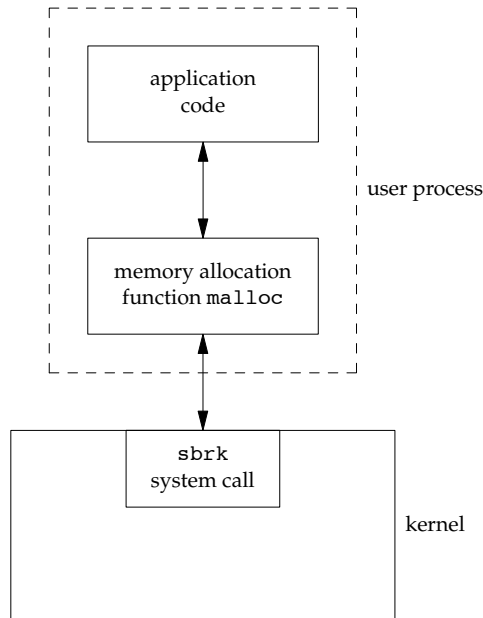 application
code
user process
memory allocation
function malloc
sbrk
system call
kernel